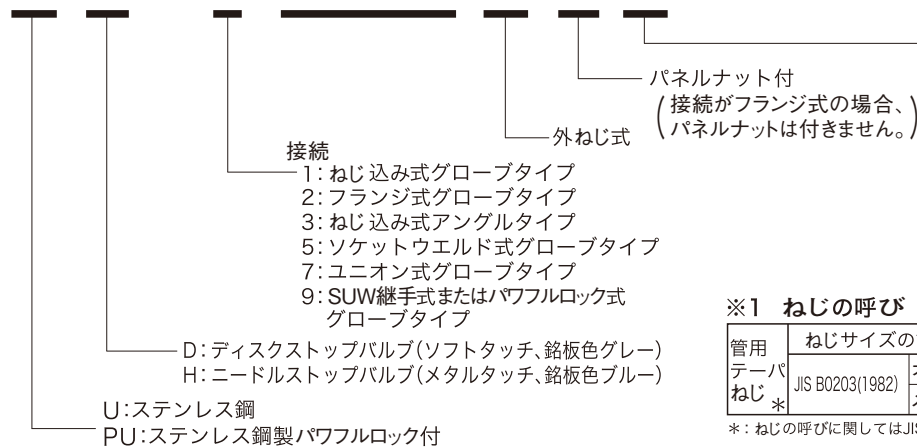 パネルナット付
(接続がフランジ式の場合、
パネルナットは付きません。)
外ねじ式
接続
1:ねじ込み式グローブタイプ
2:フランジ式グローブタイプ
3:ねじ込み式アングルタイプ
5:ソケットウエルド式グローブタイプ
7:ユニオン式グローブタイプ
9:SUW継手式またはパワフルロック式
グローブタイプ
D:ディスクストップバルブ(ソフトタッチ、銘板色グレー)
H:ニードルストップバルブ(メタルタッチ、銘板色ブルー)
U:ステンレス鋼
PU:ステンレス鋼製パワフルロック付
※1 ねじの呼び
管用
テーパ
ねじ *
ねじサイズの
JIS B0203(1982)
*:ねじの呼びに関してはJIS